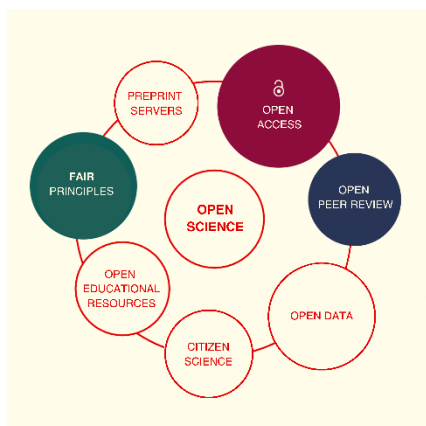 PREPRINT
SERVERS
OPEN
ACCESS
FAIR
PRINCIPLES
OPEN
PEER REVIEW
OPEN
SCIENCE
OPEN
EDUCATIONAL
RESOURCES
OPEN DATA
CITIZEN
SCIENCE